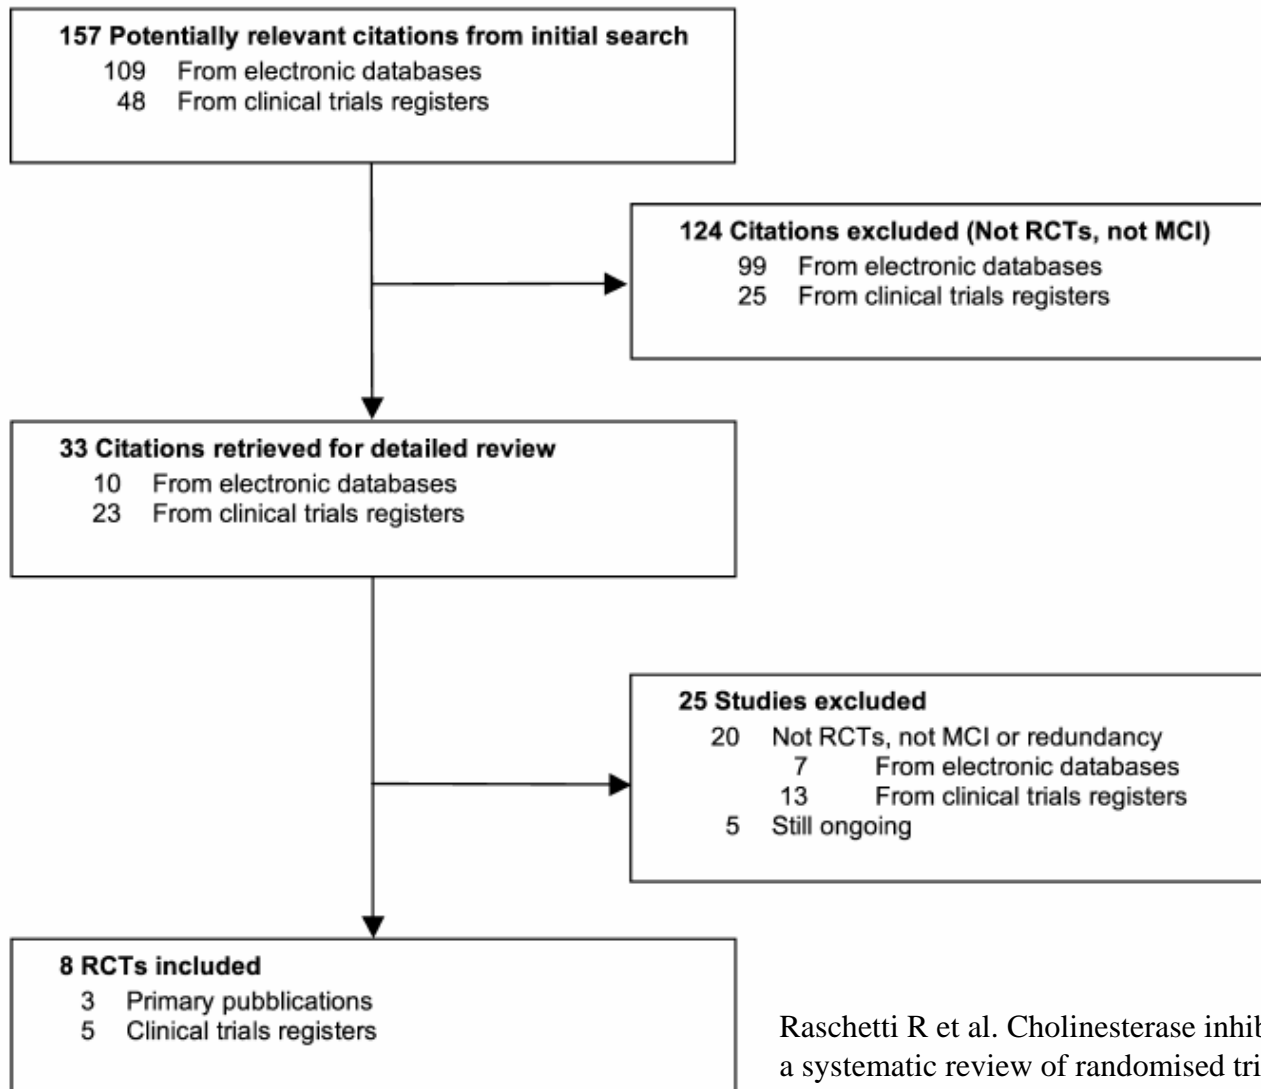 157 Potentially relevant citations from initial search
109 From electronic databases
48 From clinical trials registers
124 Citations excluded (Not RCTs, not MCI)
99 From electronic databases
25 From clinical trials registers
33 Citations retrieved for detailed review
10 From electronic databases
23 From clinical trials registers
25 Studies excluded
20 Not RCTs, not MCI or redundancy
7 From electronic databases
13 From clinical trials registers
5 Still ongoing
8 RCTs included
3 Primary pubblications
5 Clinical trials registers
Raschetti R et al. Cholinesterase
a systematic review of randomised